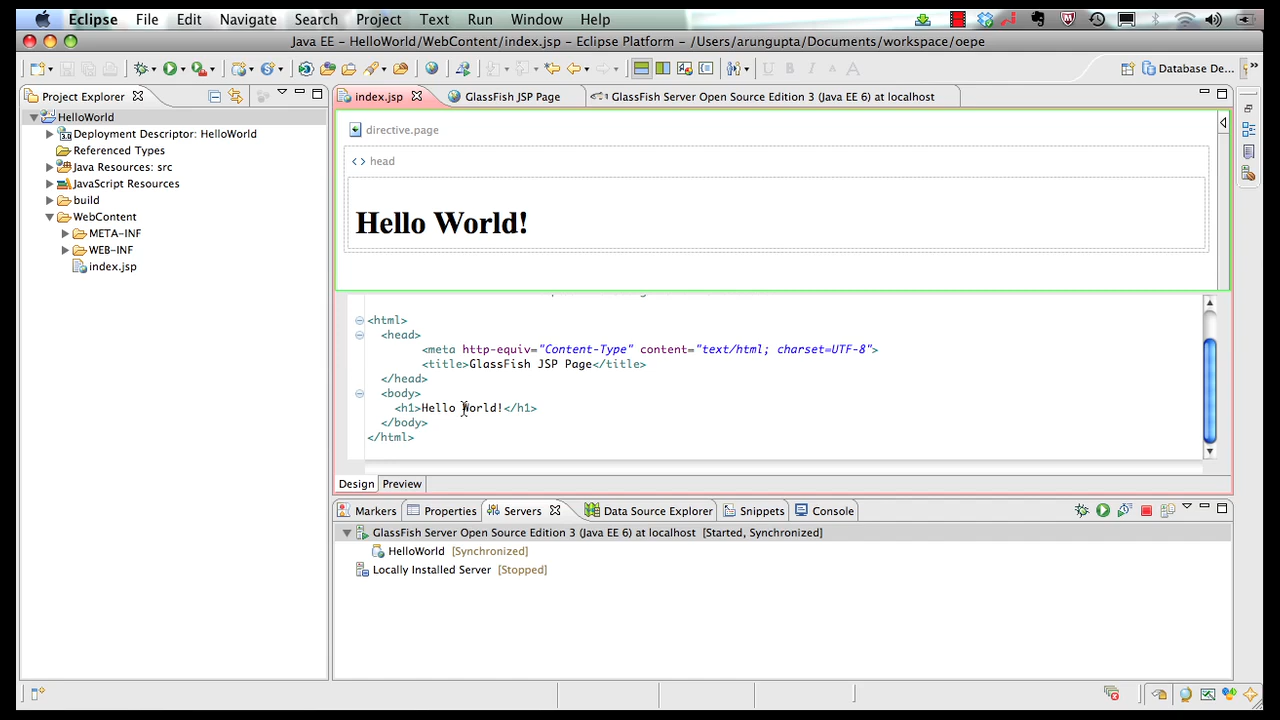 Eclipse File Edit Navigate Search Project Text Run Window Help
Java EE – HelloWorld/WebContent/index.jsp – Eclipse Platform – /Users/arungupta/Documents/workspace/oepe
Database De...
Project Explorer
HelloWorld
Deployment Descriptor: HelloWorld
Referenced Types
Java Resources: src
JavaScript Resources
build
WebContent
META-INF
WEB-INF
index.jsp
index.jsp GlassFish JSP Page GlassFish Server Open Source Edition 3 (Java EE 6) at localhost
directive.page
head
Hello World!
<html>
<head>
<meta http-equiv="Content-Type" content="text/html; charset=UTF-8">
<title>GlassFish JSP Page</title>
</head>
<body>
<h1>Hello World!</h1>
</body>
</html>
Design Preview
Markers Properties Servers Data Source Explorer Snippets Console
GlassFish Server Open Source Edition 3 (Java EE 6) at localhost [Started, Synchronized]
HelloWorld [Synchronized]
Locally Installed Server [Stopped]